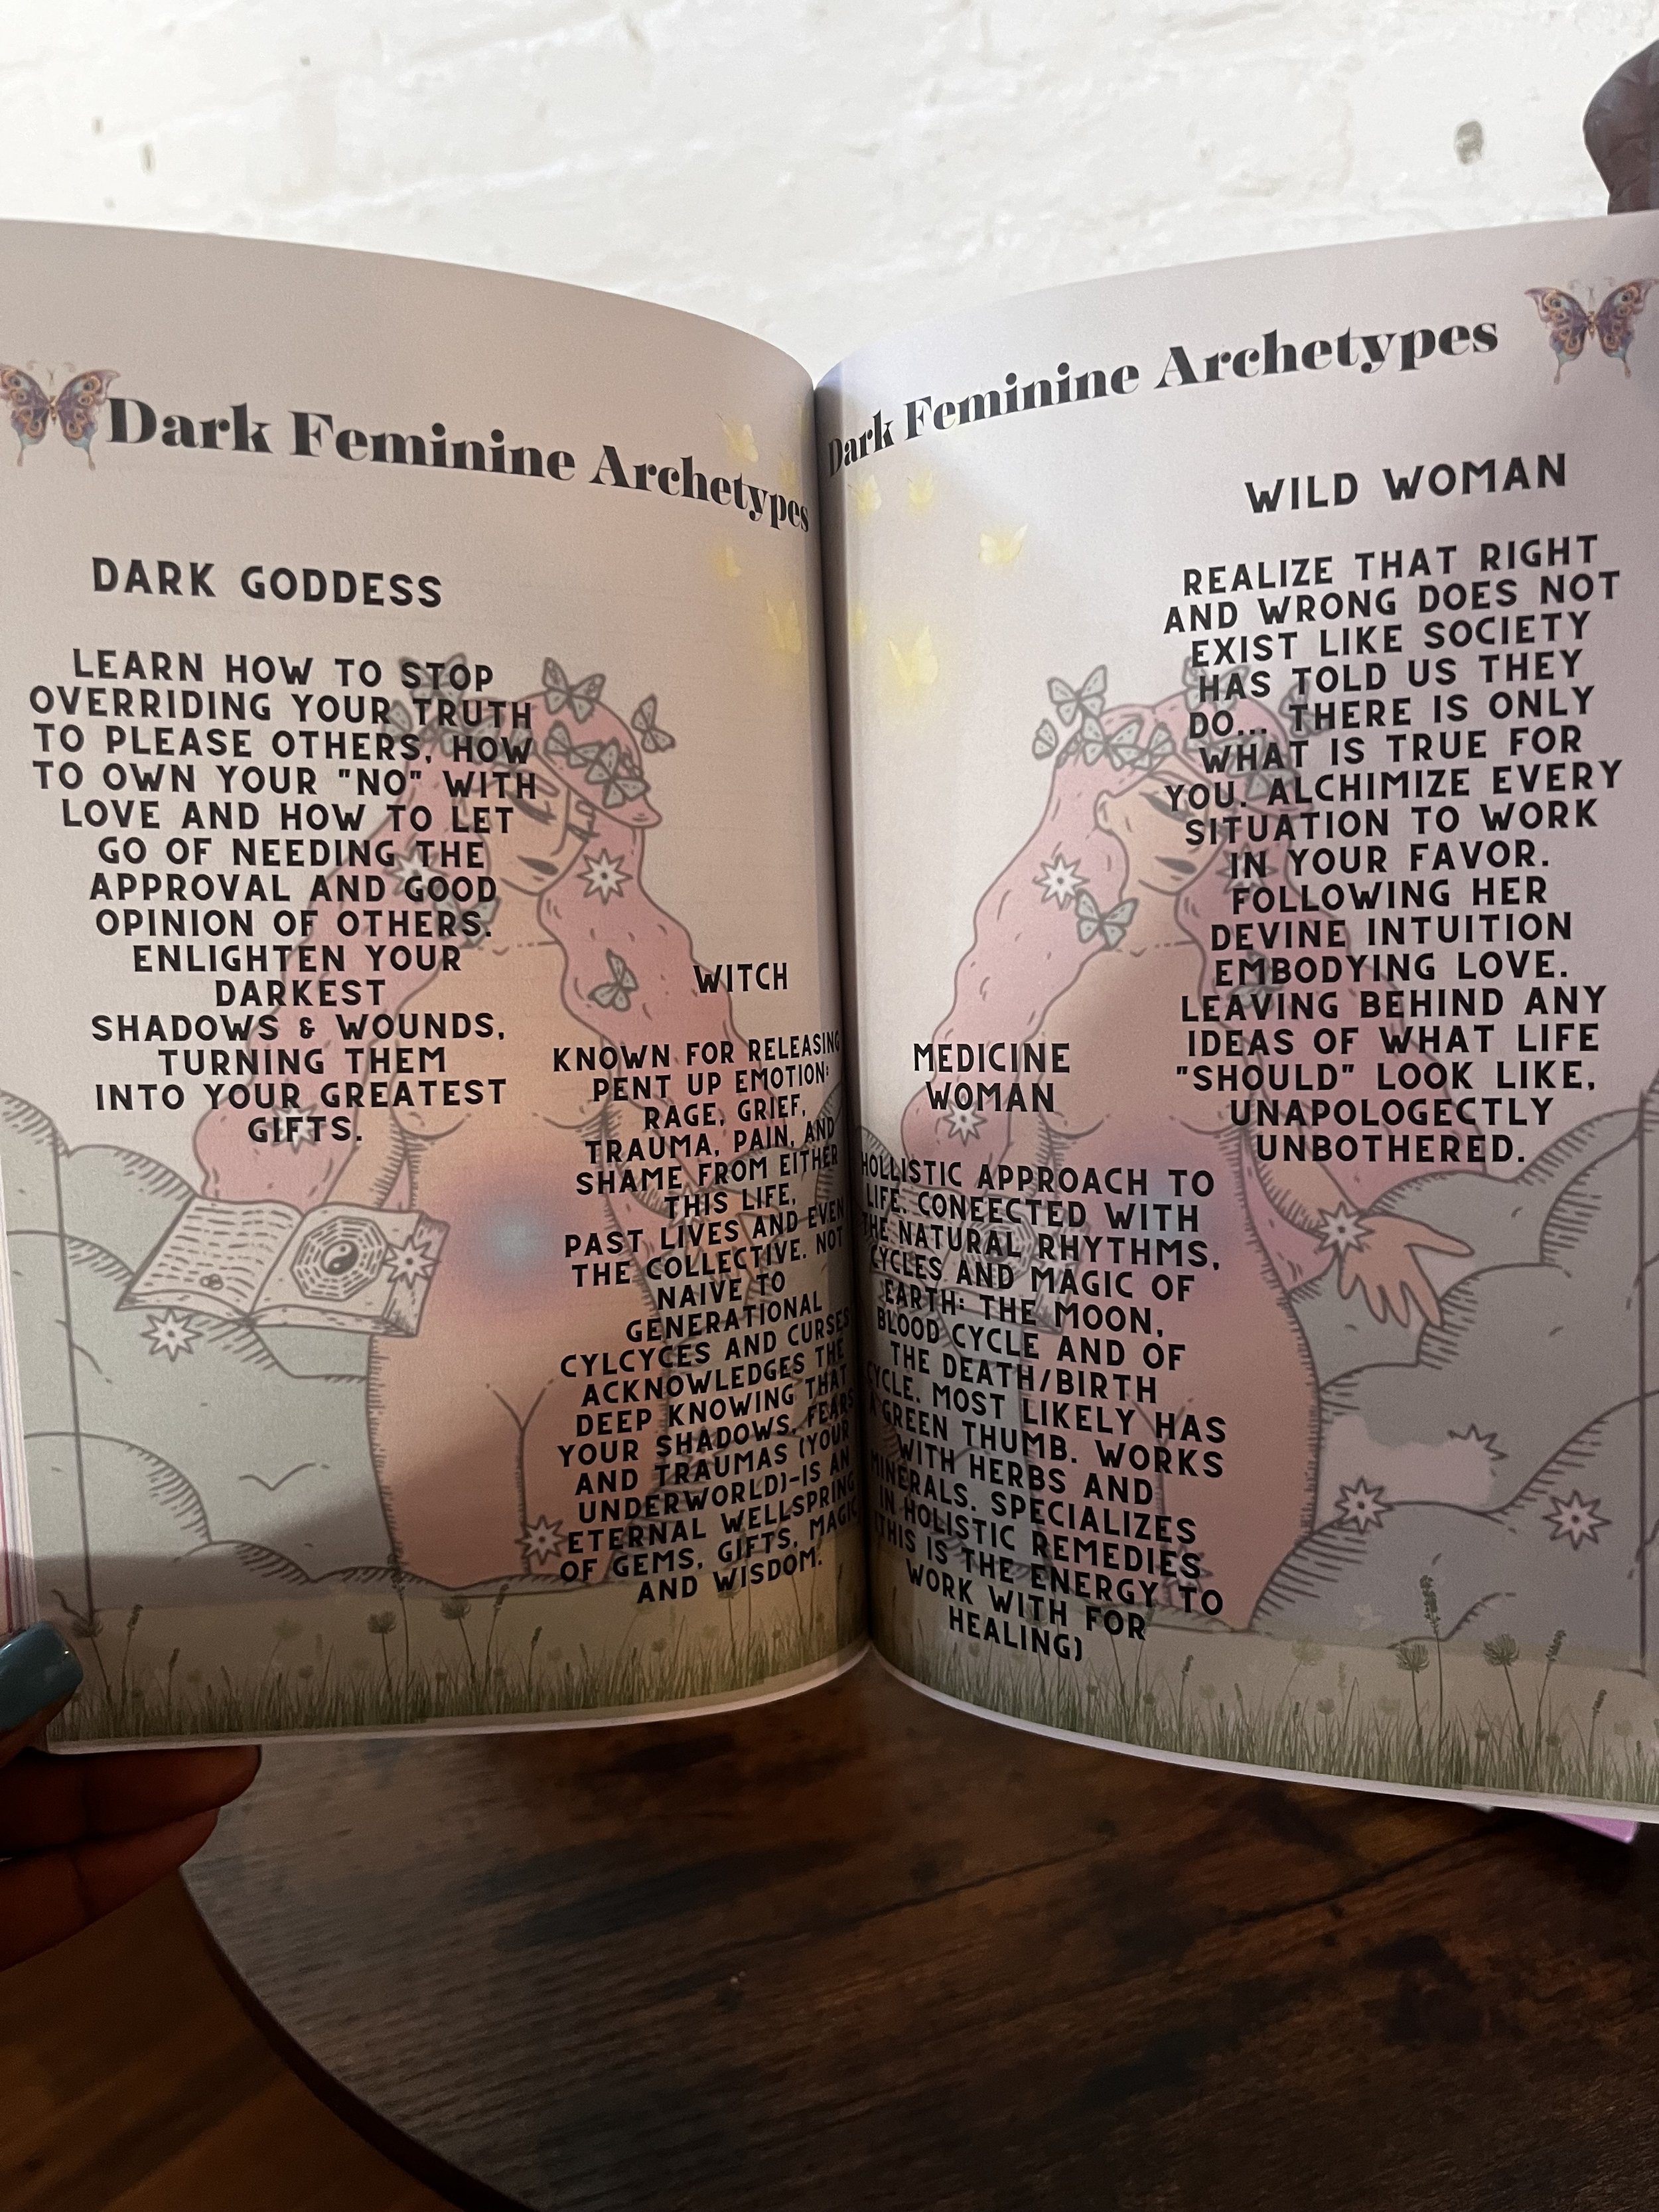 Dark Feminine Archetypes
DARK GODDESS
LEARN HOW TO STOP
OVERRIDING YOUR TRUTH
TO PLEASE OTHERS, HOW
TO OWN YOUR "NO" WITH
LOVE AND HOW TO LET
GO OF NEEDING THE
APPROVAL AND GOOD
OPINION OF OTHERS.
ENLIGHTEN YOUR
DARKEST
SHADOWS & WOUNDS,
TURNING THEM
INTO YOUR GREATEST
GIFTS.
WITCH
KNOWN FOR RELEASING
PENT UP EMOTION:
RAGE, GRIEF,
TRAUMA, PAIN, AND
SHAME FROM EITHER
THIS LIFE,
PAST LIVES AND EVEN
THE COLLECTIVE. NOT
NAIVE TO
GENERATIONAL
CYLCYCES AND CURSES
ACKNOWLEDGES THE
DEEP KNOWING THAT
YOUR SHADOWS, FEARS
AND TRAUMAS (YOUR
UNDERWORLD)-IS AN
ETERNAL WELLSPRING
OF GEMS, GIFTS, MAGIC
AND WISDOM.
Dark Feminine Archetypes
WILD WOMAN
REALIZE THAT RIGHT
AND WRONG DOES NOT
EXIST LIKE SOCIETY
HAS TOLD US THEY
DO... THERE IS ONLY
WHAT IS TRUE FOR
YOU. ALCHIMIZE EVERY
SITUATION TO WORK
IN YOUR FAVOR.
FOLLOWING HER
DEVINE INTUITION
EMBODYING LOVE.
LEAVING BEHIND ANY
IDEAS OF WHAT LIFE
"SHOULD" LOOK LIKE,
UNAPOLOGECTLY
UNBOTHERED.
MEDICINE
WOMAN
HOLLISTIC APPROACH TO
LIFE. CONEECTED WITH
THE NATURAL RHYTHMS,
CYCLES AND MAGIC OF
EARTH: THE MOON,
BLOOD CYCLE AND OF
THE DEATH/BIRTH
CYCLE. MOST LIKELY HAS
A GREEN THUMB. WORKS
WITH HERBS AND
MINERALS. SPECIALIZES
IN HOLISTIC REMEDIES
(THIS IS THE ENERGY TO
WORK WITH FOR
HEALING)